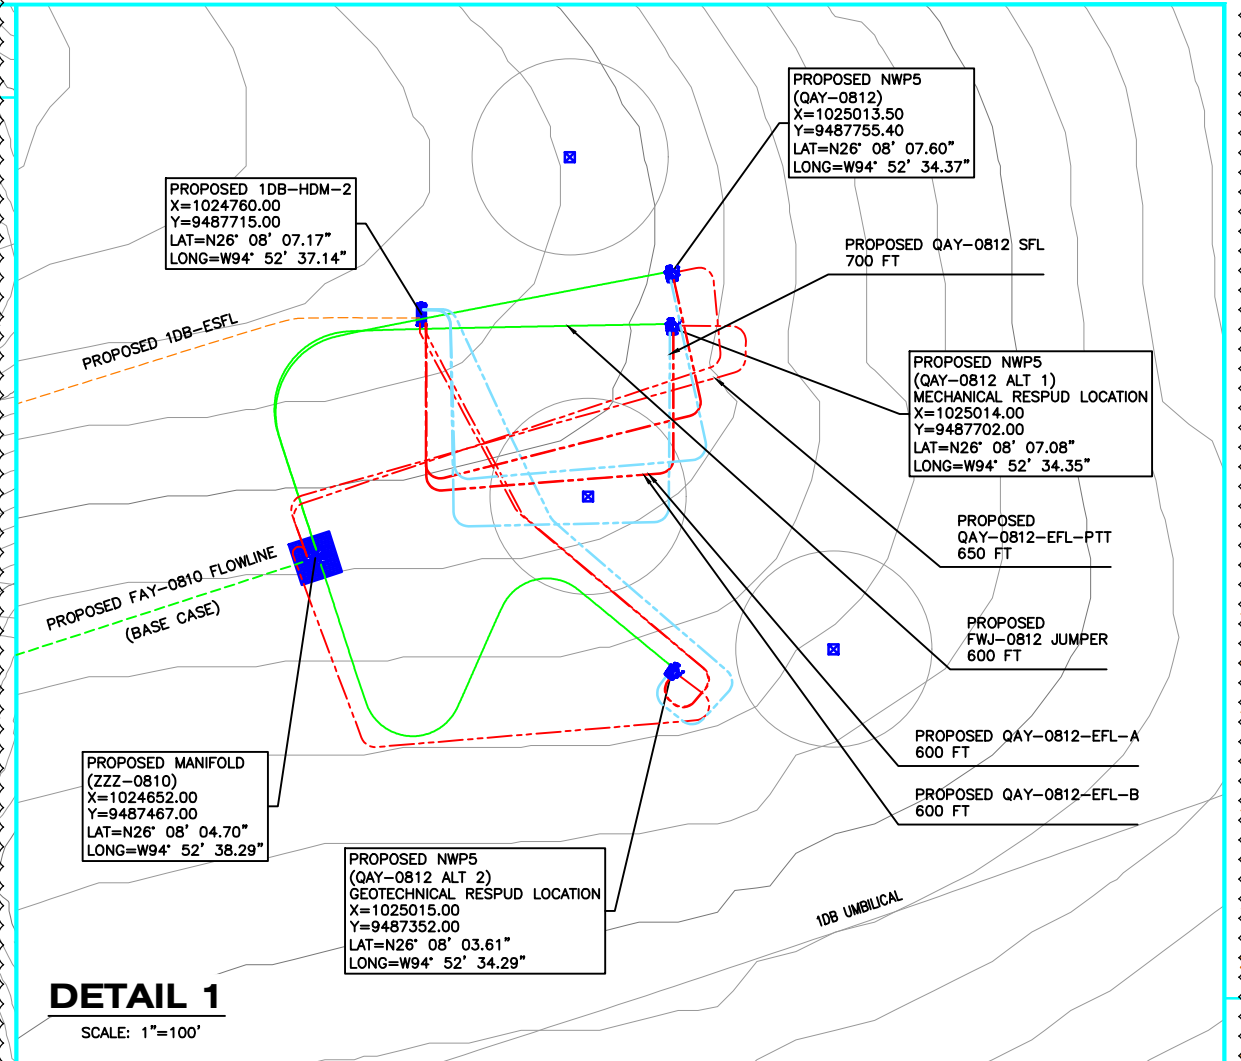 PROPOSED NWP5
(QAY-0812)
X=1025013.50
Y=9487755.40
LAT=N26° 08' 07.60"
LONG=W94° 52' 34.37"
PROPOSED 1DB-HDM-2
X=1024760.00
Y=9487715.00
LAT=N26° 08' 07.17"
LONG=W94° 52' 37.14"
PROPOSED QAY-0812 SFL
700 FT
PROPOSED 1DB-ESFL
PROPOSED NWP5
(QAY-0812 ALT 1)
MECHANICAL RESPUD LOCATION
X=1025014.00
Y=9487702.00
LAT=N26° 08' 07.08"
LONG=W94° 52' 34.35"
PROPOSED
QAY-0812-EFL-PTT
650 FT
PROPOSED FAY-0810 FLOWLINE
(BASE CASE)
PROPOSED
FWJ-0812 JUMPER
600 FT
PROPOSED QAY-0812-EFL-A
600 FT
PROPOSED MANIFOLD
(ZZZ-0810)
X=1024652.00
Y=9487467.00
LAT=N26° 08' 04.70"
LONG=W94° 52' 38.29"
PROPOSED QAY-0812-EFL-B
600 FT
PROPOSED NWP5
(QAY-0812 ALT 2)
GEOTECHNICAL RESPUD LOCATION
X=1025015.00
Y=9487352.00
LAT=N26° 08' 03.61"
LONG=W94° 52' 34.29"
1DB UMBILICAL
DETAIL 1
SCALE: 1"=100'